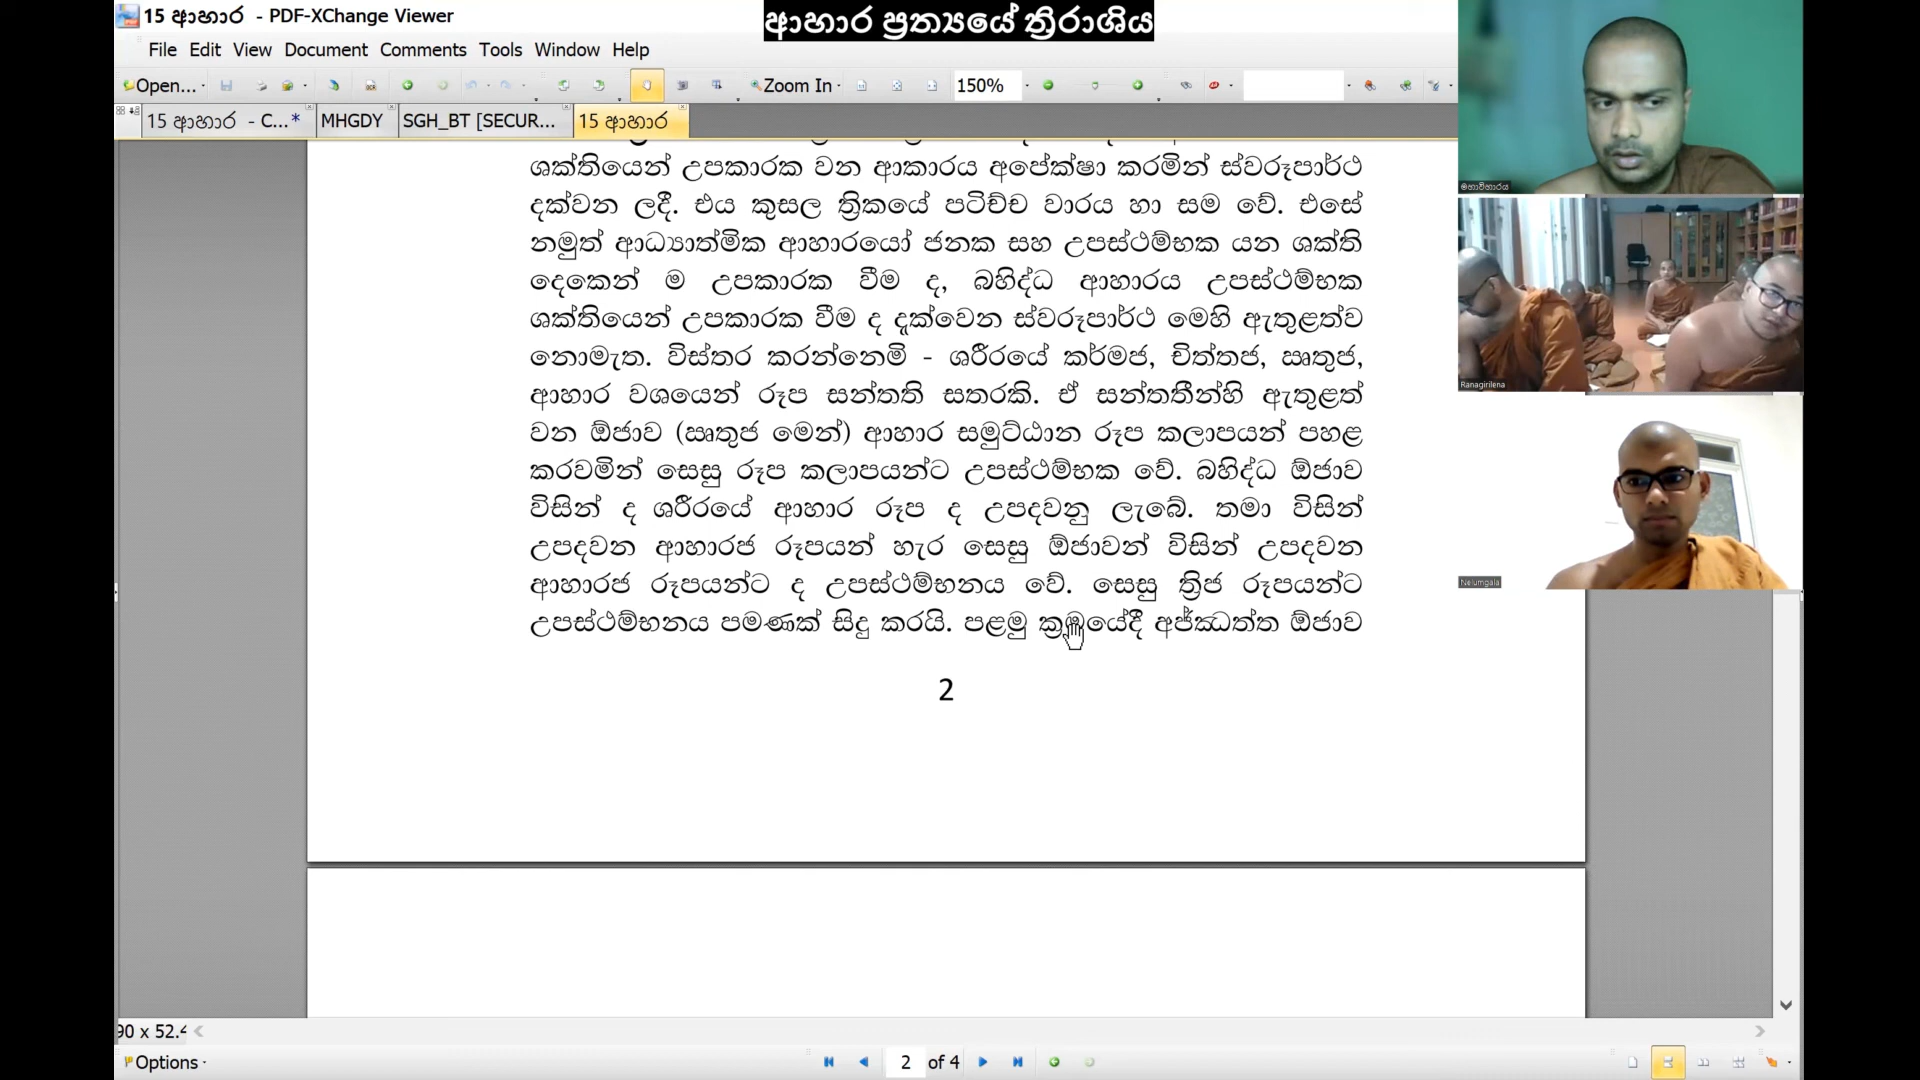 15 ආහාර - PDF-XChange Viewer
ආහාර ප්‍රත්‍යයේ ත්‍රිරාශිය
File Edit View Document Comments Tools Window Help
Open... Zoom In 150%
15 ආහාර - C...* MHGDY SGH_BT [SECUR... 15 ආහාර
ශක්තියෙන් උපකාරක වන ආකාරය අපේක්ෂා කරමින් ස්වරූපාර්ථ
දක්වන ලදී. එය කුසල ත්‍රිකයේ පටිච්ච වාරය හා සම වේ. එසේ
නමුත් ආධ්‍යාත්මික ආහාරයෝ ජනක සහ උපස්ථම්භක යන ශක්ති
දෙකෙන් ම උපකාරක වීම ද, බහිද්ධ ආහාරය උපස්ථම්භක
ශක්තියෙන් උපකාරක වීම ද දැක්වෙන ස්වරූපාර්ථ මෙහි ඇතුළත්ව
නොමැත. විස්තර කරන්නෙමි - ශරීරයේ කර්මජ, චිත්තජ, ඍතුජ,
ආහාර වශයෙන් රූප සන්තති සතරකි. ඒ සන්තතීන්හි ඇතුළත්
වන ඕජාව (ඍතුජ මෙන්) ආහාර සමුට්ඨාන රූප කලාපයන් පහළ
කරවමින් සෙසු රූප කලාපයන්ට උපස්ථම්භක වේ. බහිද්ධ ඕජාව
විසින් ද ශරීරයේ ආහාර රූප ද උපදවනු ලැබේ. තමා විසින්
උපදවන ආහාරජ රූපයන් හැර සෙසු ඕජාවන් විසින් උපදවන
ආහාරජ රූපයන්ට ද උපස්ථම්භනය වේ. සෙසු ත්‍රිජ රූපයන්ට
උපස්ථම්භනය පමණක් සිදු කරයි. පළමු ක්‍රමයේදී අජ්ඣත්ත ඕජාව
2
මහාවිහාරය
Ranagirilena
Nelumgala
90 x 52.4
Options
2 of 4